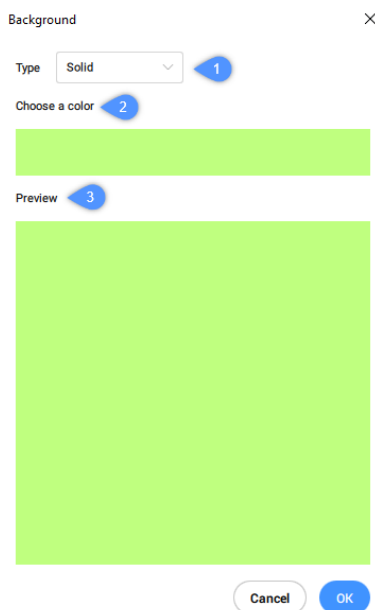 Background
Type Solid 1
Choose a color 2
Preview 3
Cancel OK